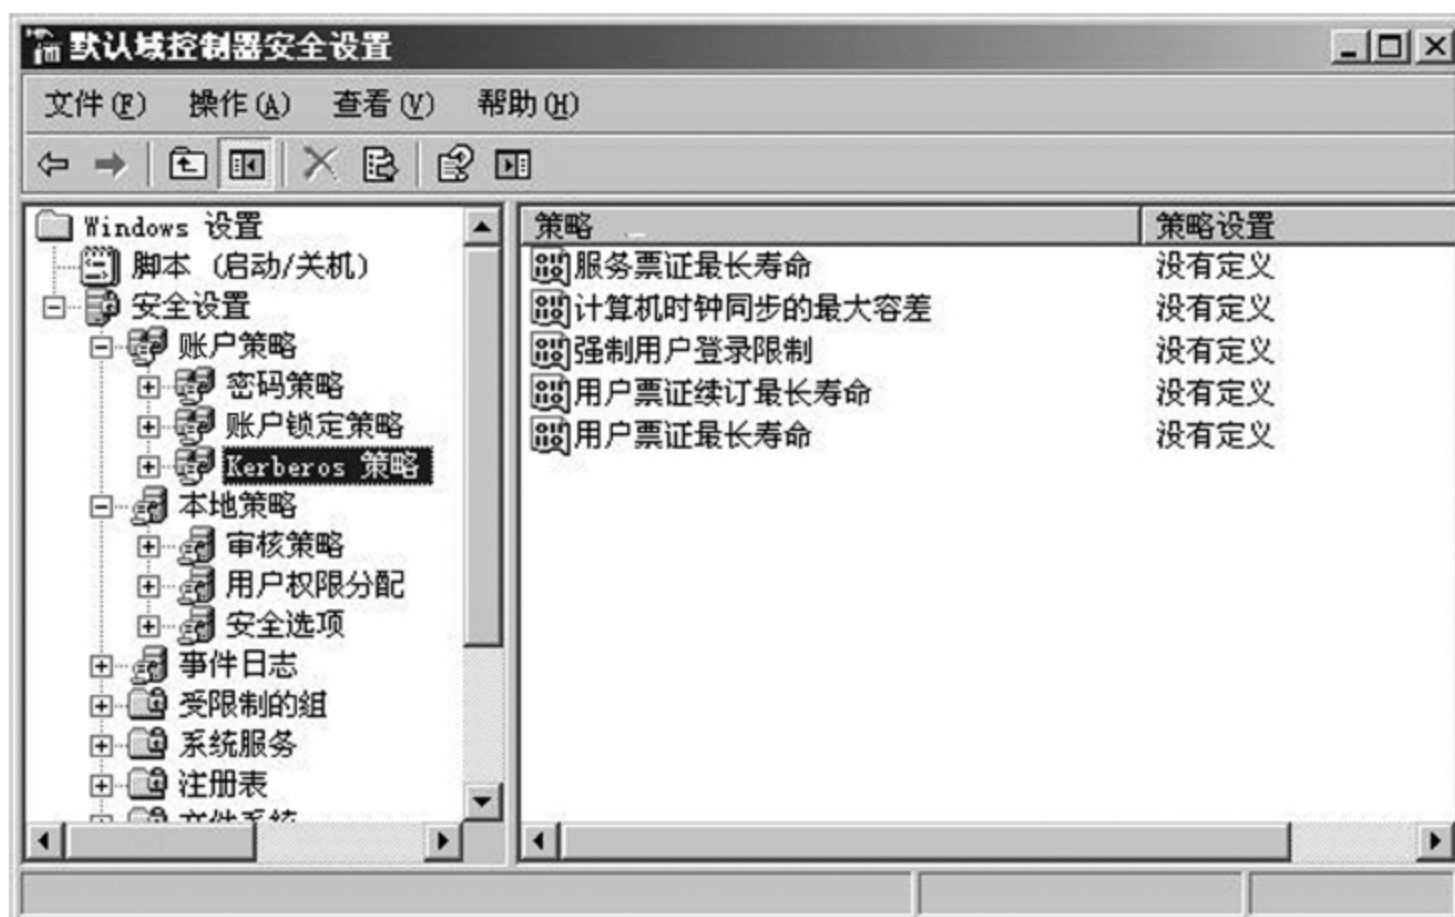 默认域控制器安全设置
文件(F) 操作(A) 查看(V) 帮助(H)
Windows 设置
脚本 (启动/关机)
安全设置
账户策略
密码策略
账户锁定策略
Kerberos 策略
本地策略
审核策略
用户权限分配
安全选项
事件日志
受限制的组
系统服务
注册表
文件系统
策略 策略设置
服务票证最长寿命 没有定义
计算机时钟同步的最大容差 没有定义
强制用户登录限制 没有定义
用户票证续订最长寿命 没有定义
用户票证最长寿命 没有定义